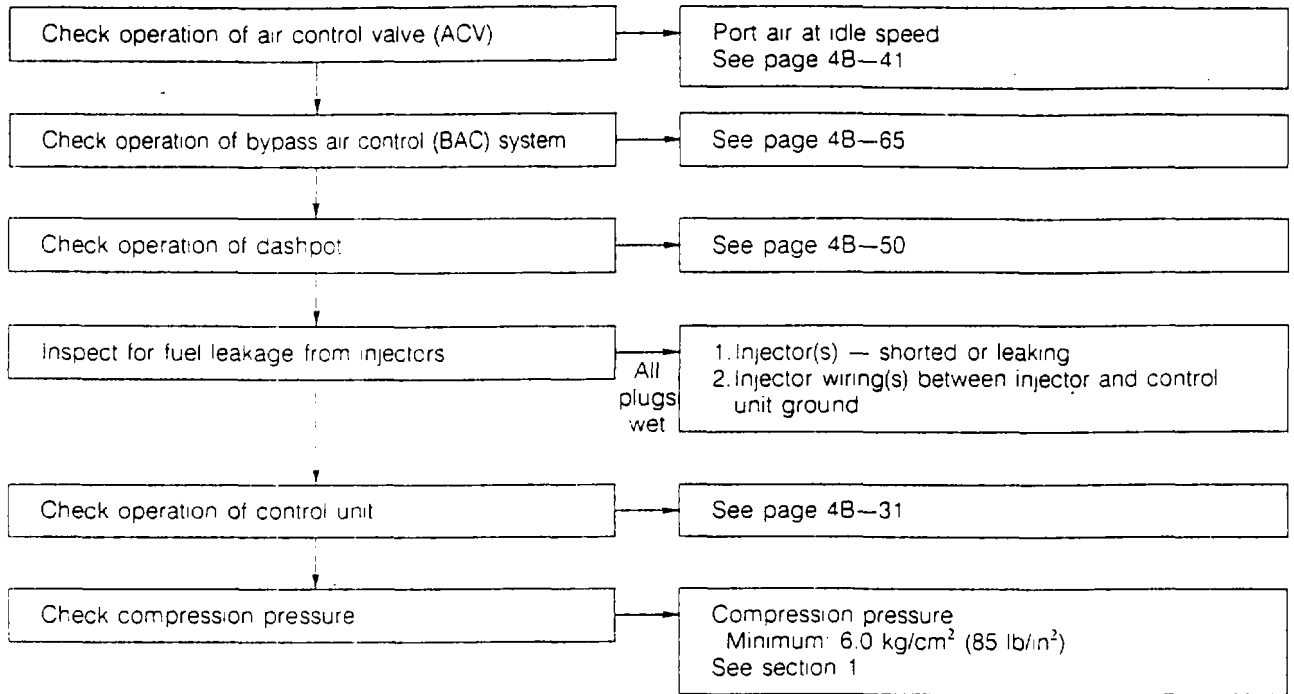 Check operation of air control valve (ACV)
Port air at idle speed
See page 4B—41
Check operation of bypass air control (BAC) system
See page 4B—65
Check operation of dashpot
See page 4B—50
Inspect for fuel leakage from injectors
All
plugs
wet
1. Injector(s) — shorted or leaking
2. Injector wiring(s) between injector and control
unit ground
Check operation of control unit
See page 4B—31
Check compression pressure
Compression pressure
Minimum: 6.0 kg/cm² (85 lb/in²)
See section 1